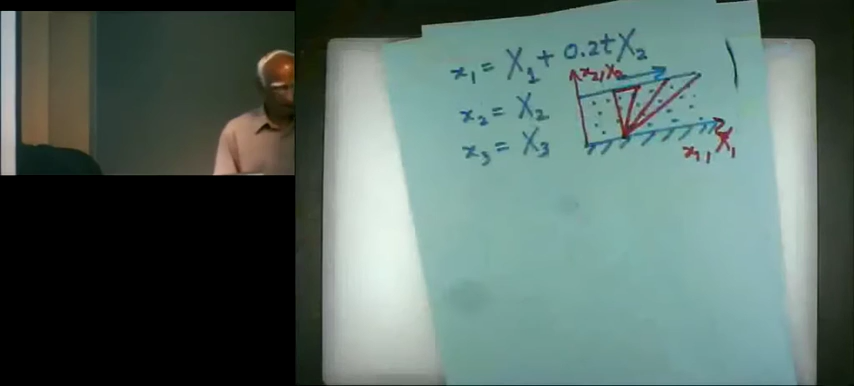 x₁ = X₁ + 0.2tX₂
x₂, X₂
x₂ = X₂
x₃ = X₃
x₁, X₁